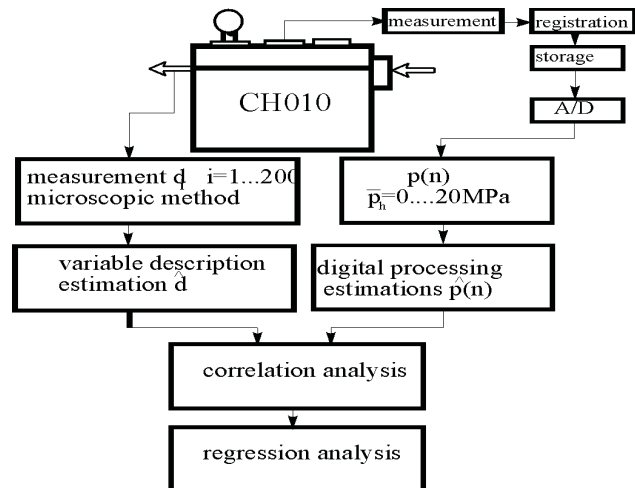 measurement
registration
storage
A/D
CH010
measurement dᵢ i=1...200
microscopic method
p(n)
p̅ₕ=0....20MPa
variable description
estimation d̂
digital processing
estimations p̂(n)
correlation analysis
regression analysis